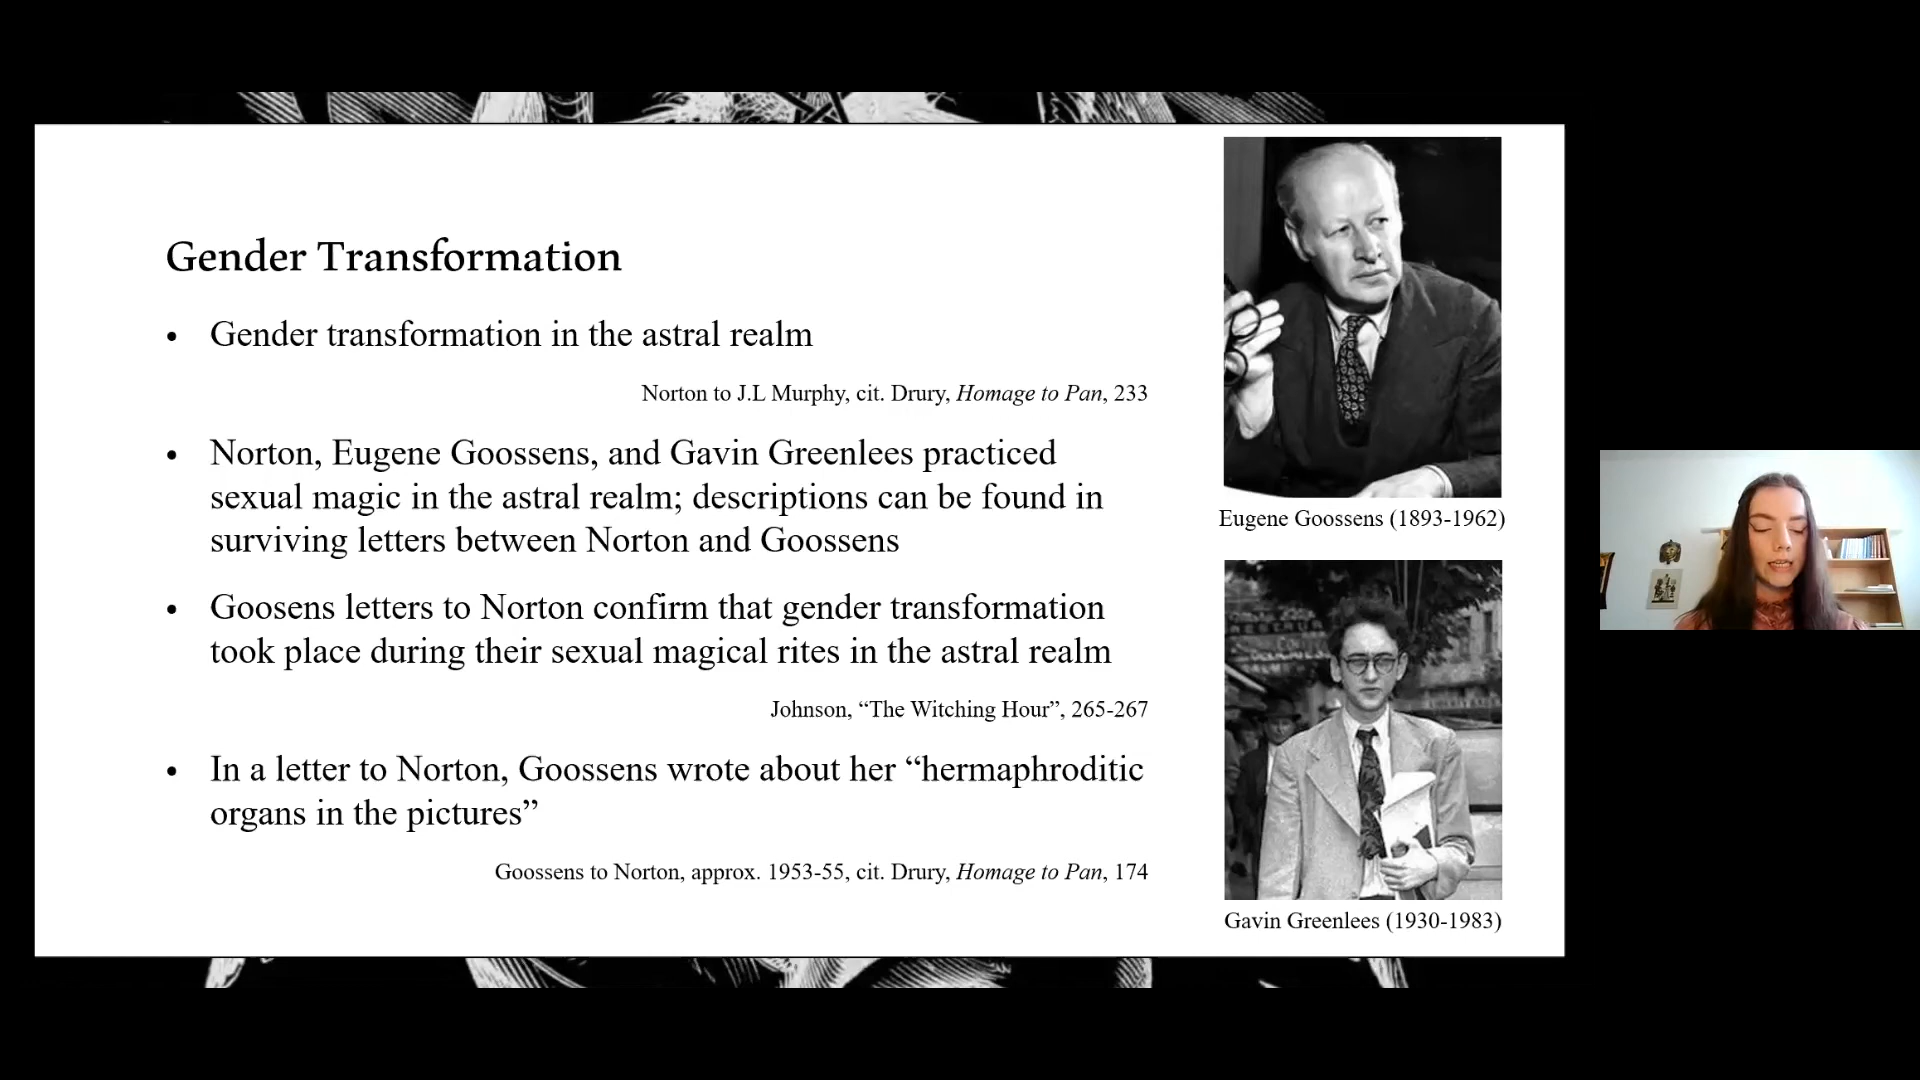 Gender Transformation
• Gender transformation in the astral realm
Norton to J.L Murphy, cit. Drury, Homage to Pan, 233
• Norton, Eugene Goossens, and Gavin Greenlees practiced
sexual magic in the astral realm; descriptions can be found in
surviving letters between Norton and Goossens
• Goosens letters to Norton confirm that gender transformation
took place during their sexual magical rites in the astral realm
Johnson, “The Witching Hour”, 265-267
• In a letter to Norton, Goossens wrote about her “hermaphroditic
organs in the pictures”
Goossens to Norton, approx. 1953-55, cit. Drury, Homage to Pan, 174
Eugene Goossens (1893-1962)
Gavin Greenlees (1930-1983)